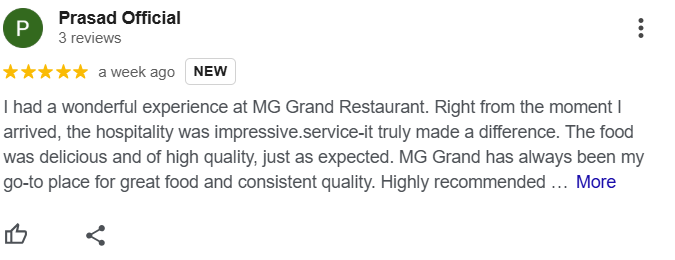 P
Prasad Official
3 reviews
a week ago NEW
I had a wonderful experience at MG Grand Restaurant. Right from the moment I
arrived, the hospitality was impressive.service-it truly made a difference. The food
was delicious and of high quality, just as expected. MG Grand has always been my
go-to place for great food and consistent quality. Highly recommended … More